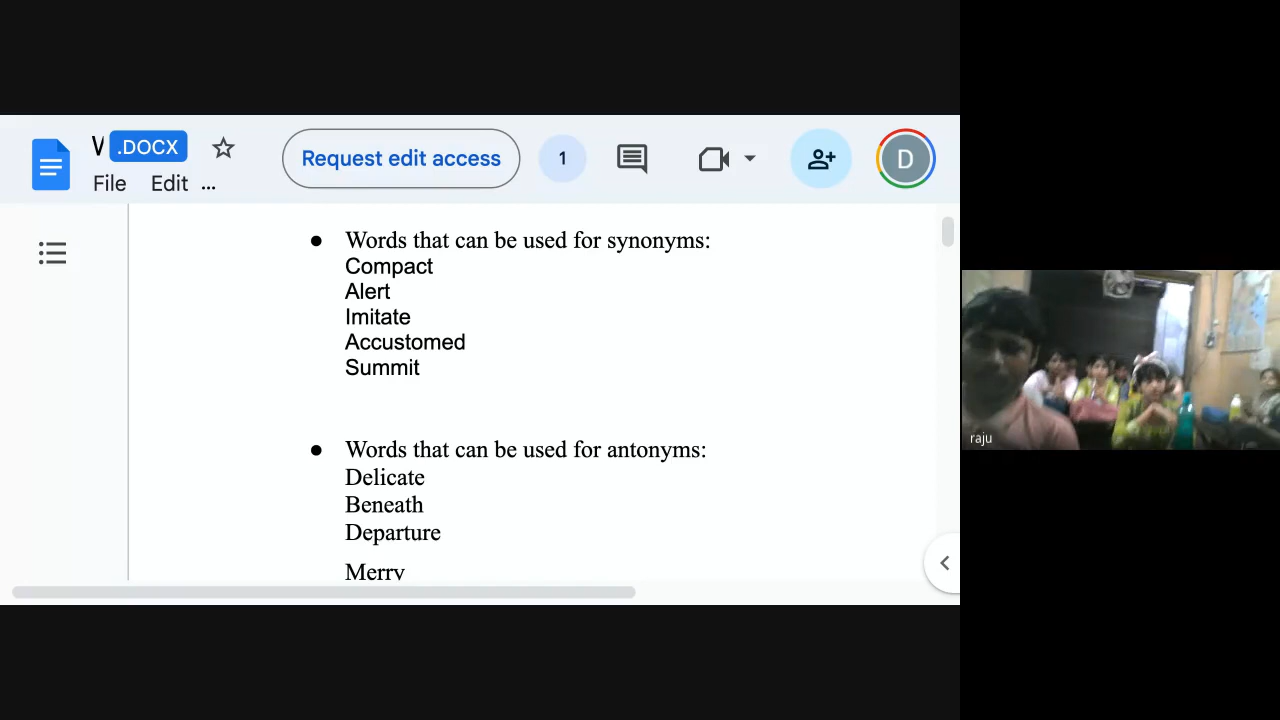 V .DOCX
File Edit ...
Request edit access
1
D
● Words that can be used for synonyms:
Compact
Alert
Imitate
Accustomed
Summit
● Words that can be used for antonyms:
Delicate
Beneath
Departure
Merry
raju